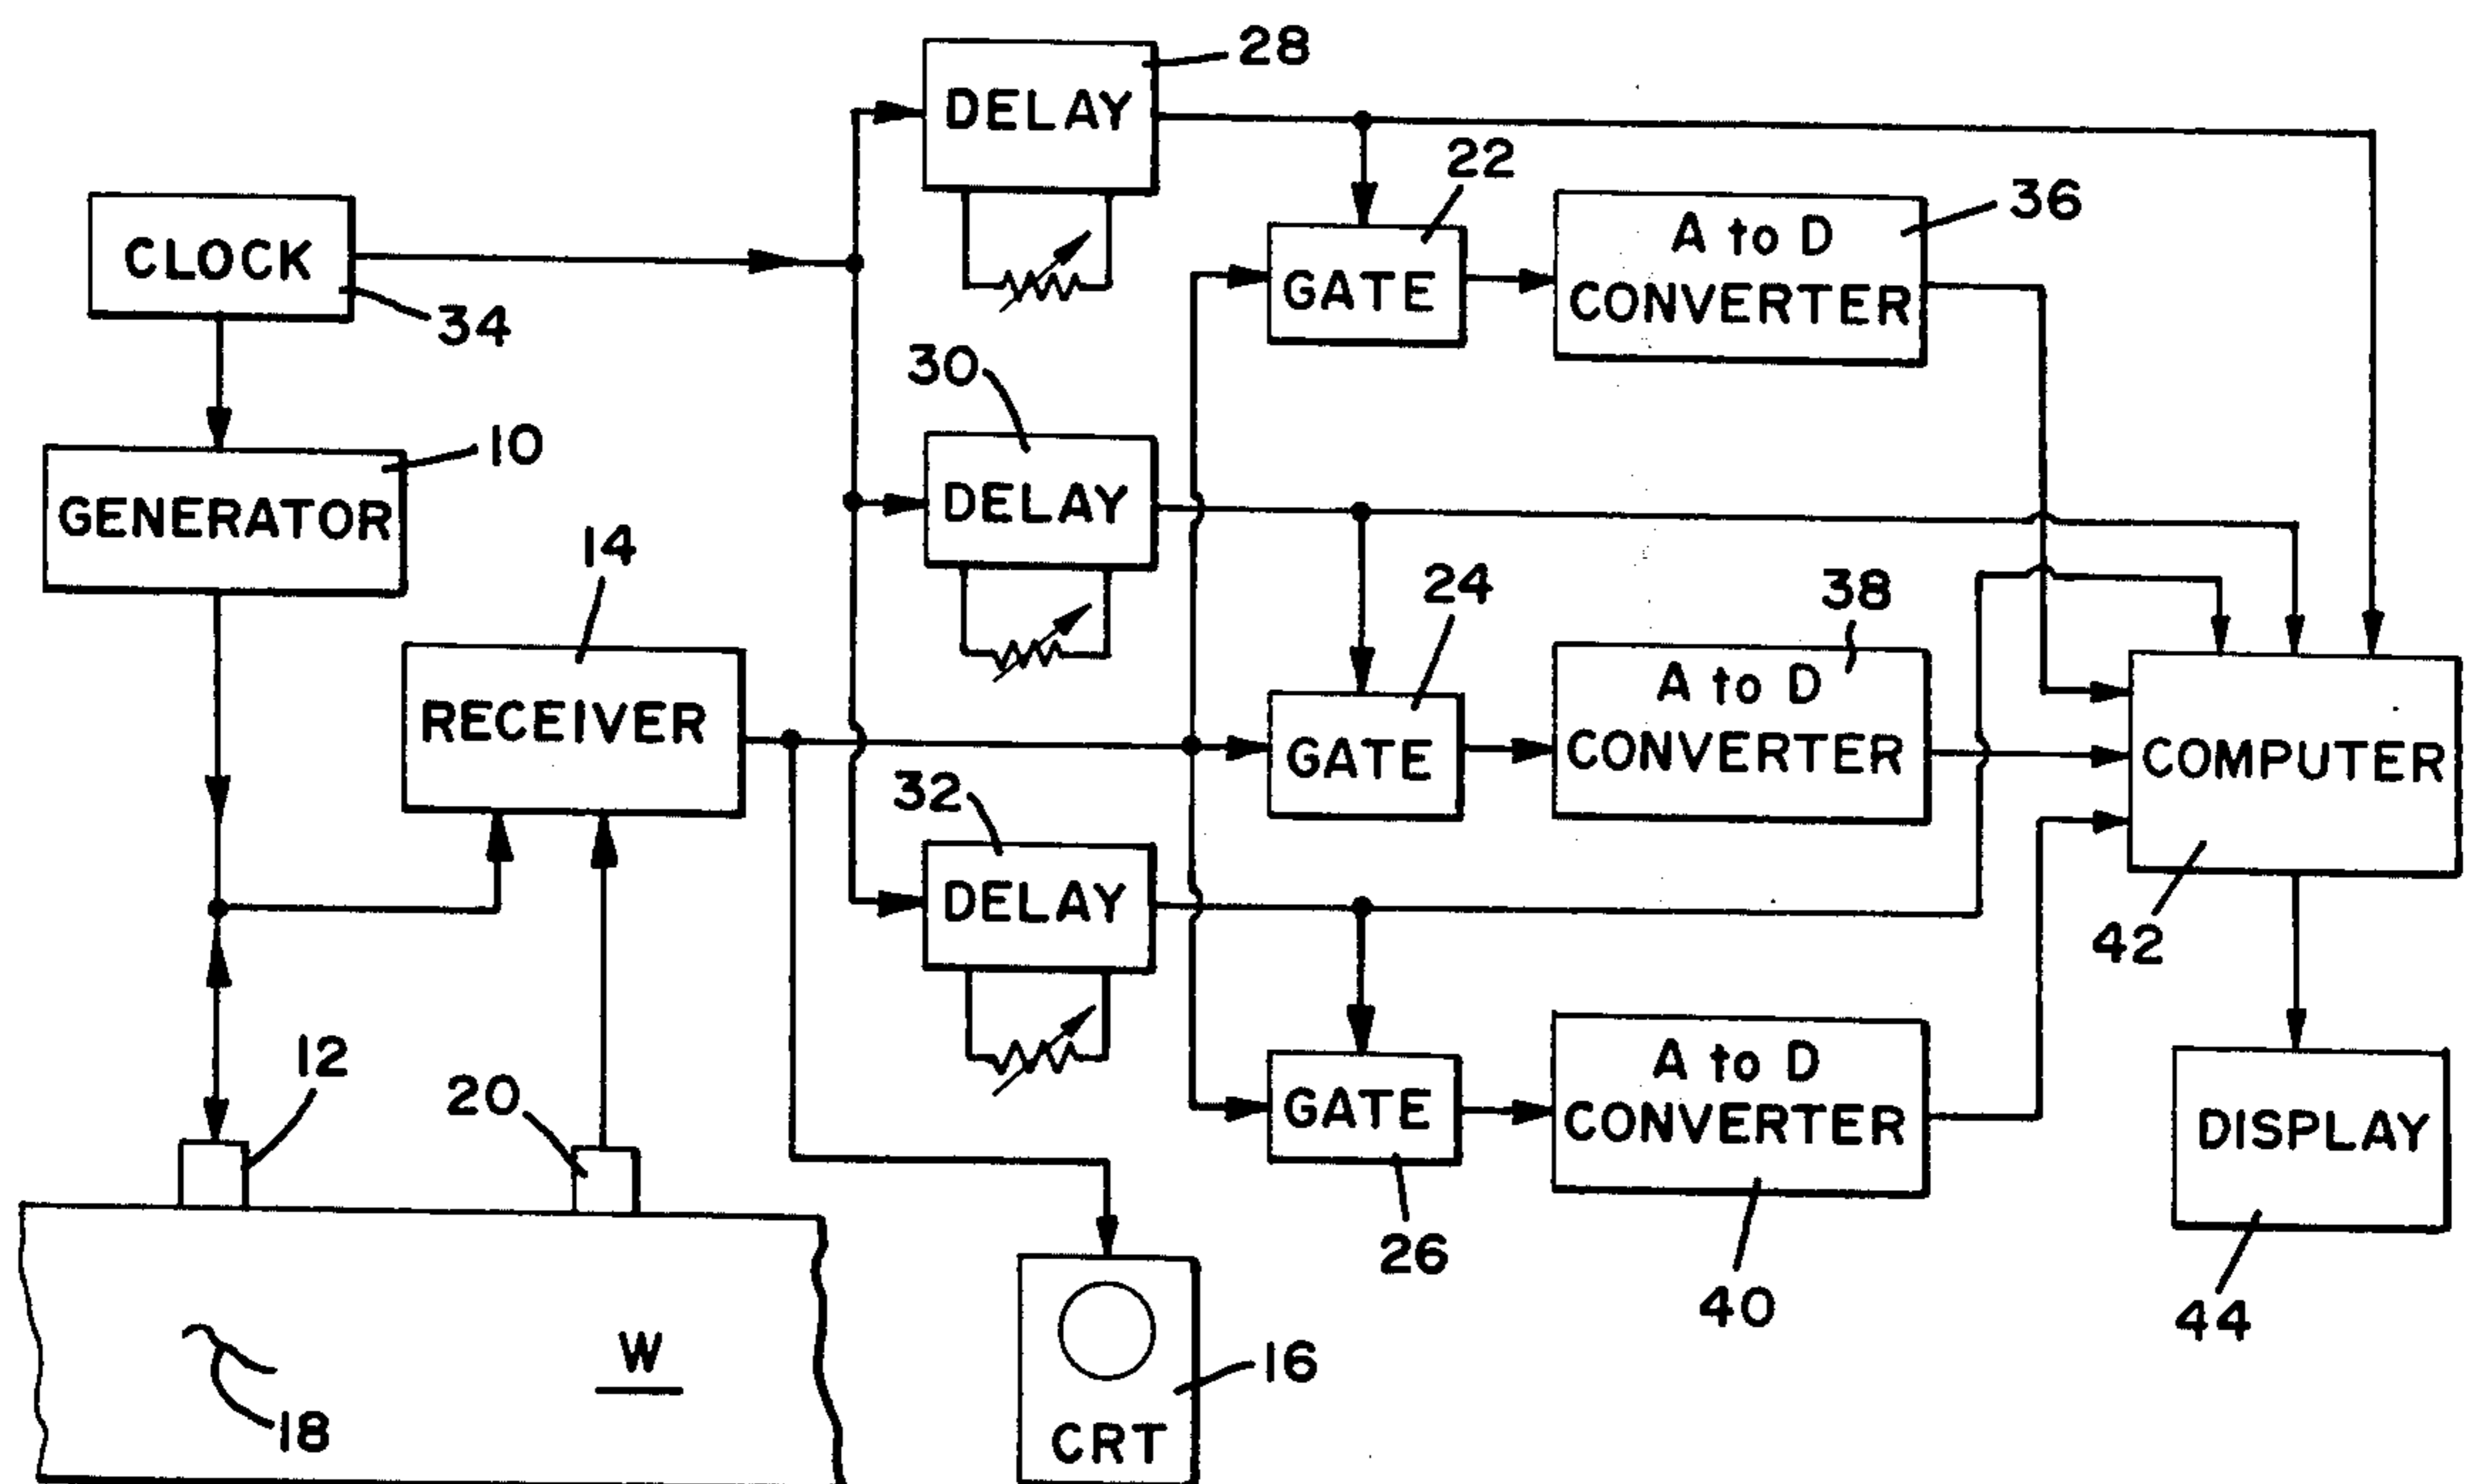 28
DELAY
22
36
CLOCK
34
GATE
A to D
CONVERTER
30
10
GENERATOR
DELAY
14
24
38
RECEIVER
GATE
A to D
CONVERTER
COMPUTER
32
DELAY
42
12
20
GATE
A to D
CONVERTER
DISPLAY
26
40
44
W
18
16
CRT